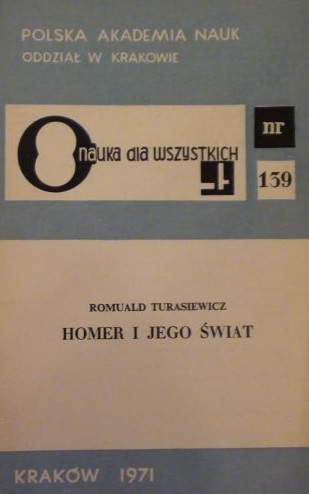 POLSKA AKADEMIA NAUK
ODDZIAŁ W KRAKOWIE
nauka dla wszystkich
nr
139
ROMUALD TURASIEWICZ
HOMER I JEGO ŚWIAT
KRAKÓW 1971